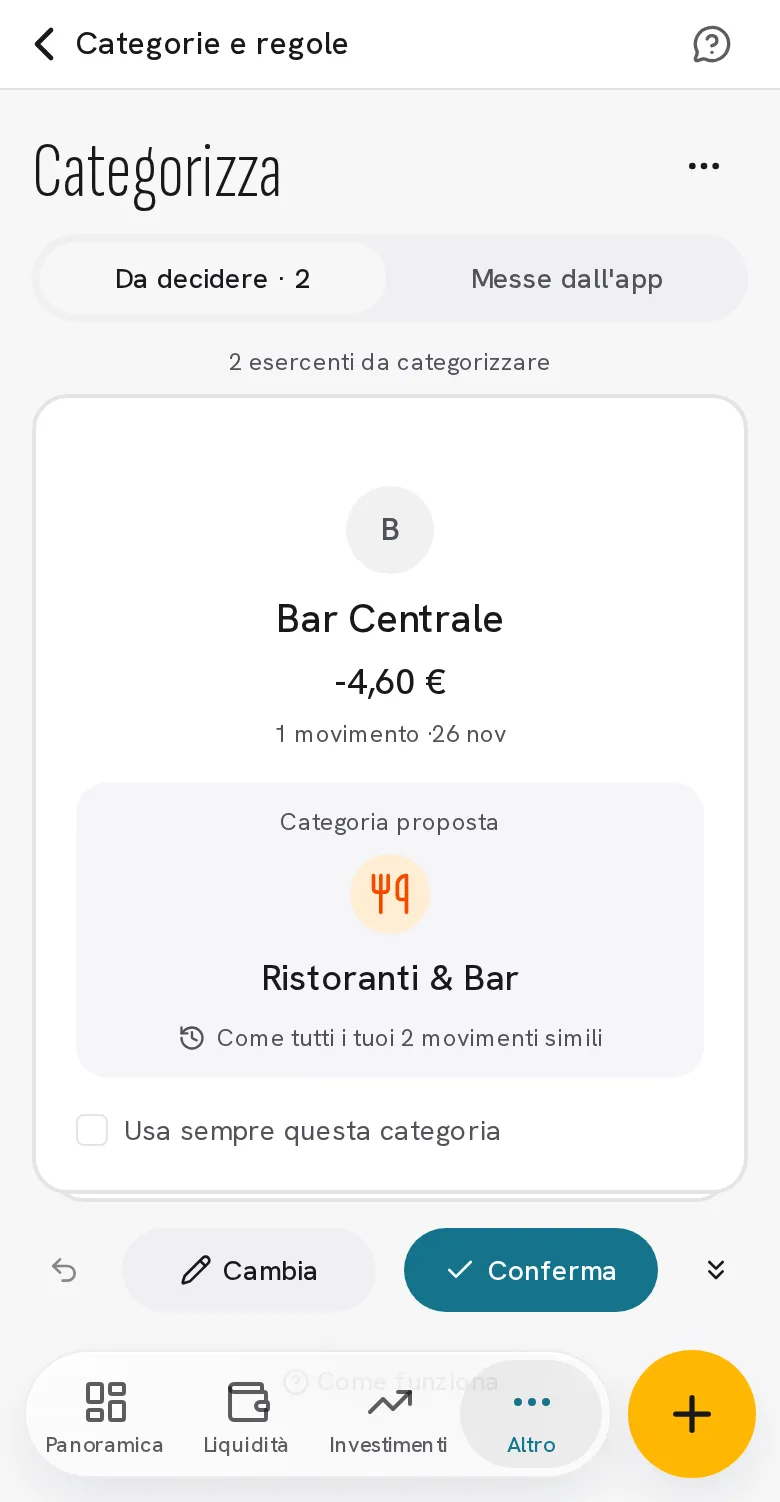 Categorie e regole
Categorizza
Da decidere · 2
Messe dall'app
2 esercenti da categorizzare
B
Bar Centrale
-4,60 €
1 movimento ·26 nov
Categoria proposta
Ristoranti & Bar
Come tutti i tuoi 2 movimenti simili
Usa sempre questa categoria
Cambia
Conferma
Come funziona
Panoramica
Liquidità
Investimenti
Altro